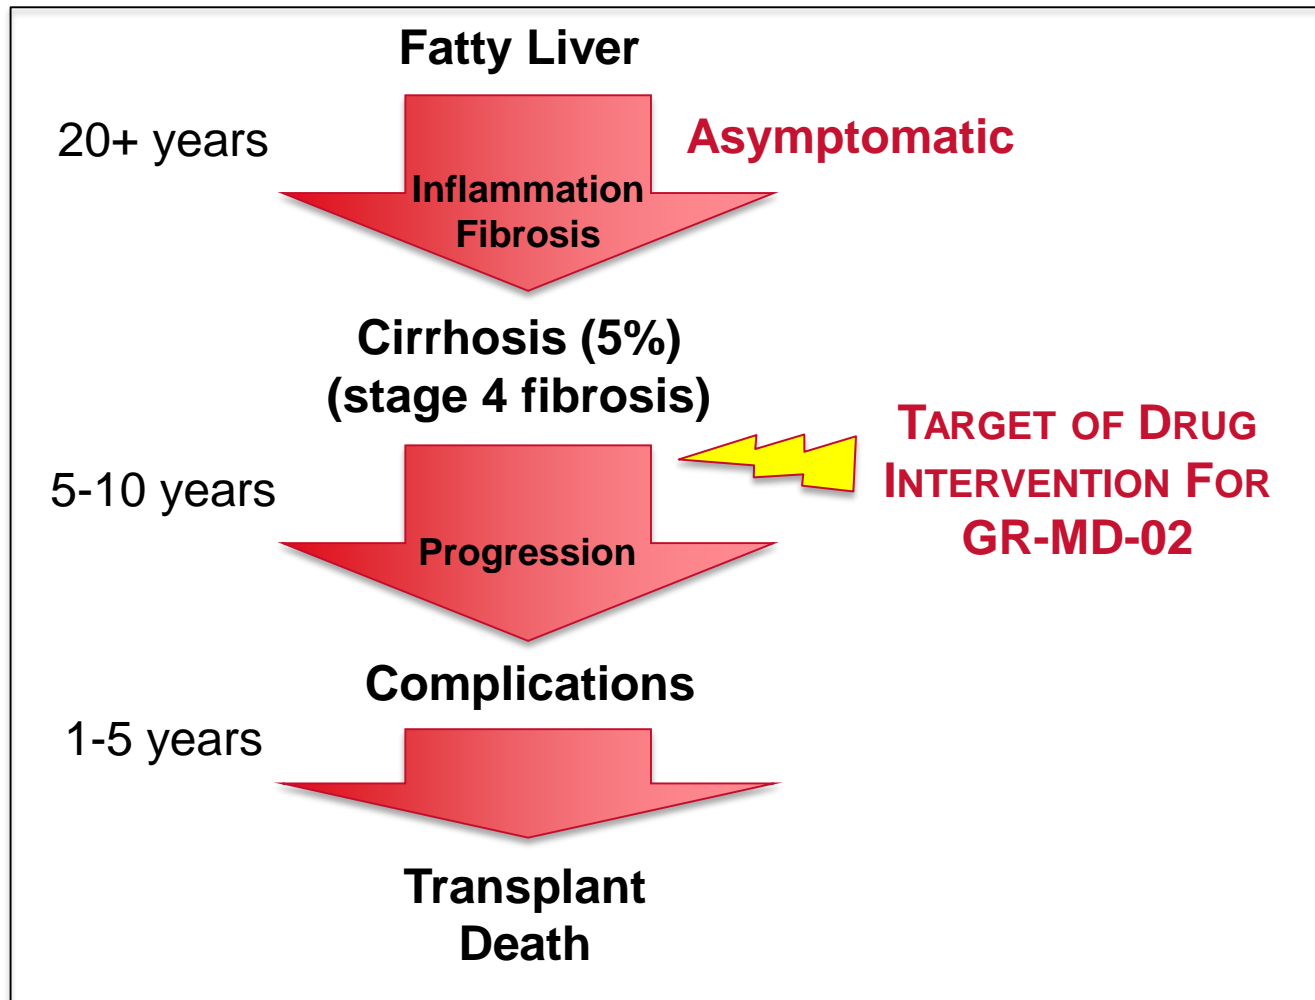 Fatty Liver
20+ years
Asymptomatic
Inflammation
Fibrosis
Cirrhosis (5%)
(stage 4 fibrosis)
5-10 years
TARGET OF DRUG
INTERVENTION FOR
GR-MD-02
Progression
Complications
1-5 years
Transplant
Death